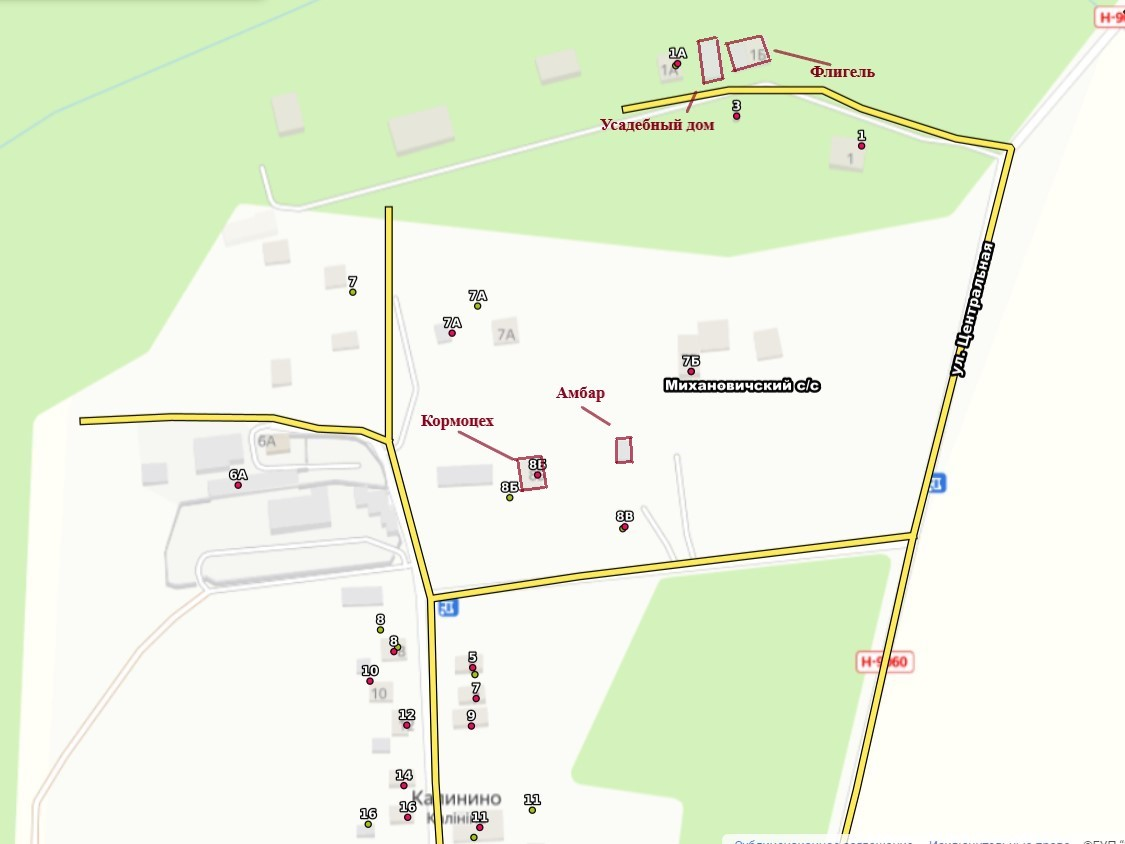 Н-9
1А
1А
1Б
Флигель
Усадебный дом
3
1
1
ул. Центральная
7
7А
7А
7А
7Б
Михановичский с/с
Амбар
Кормоцех
6А
6А
8Б
8Б
8В
8
8
5
10
10
7
12
9
14
Калинино
16
16
11
11